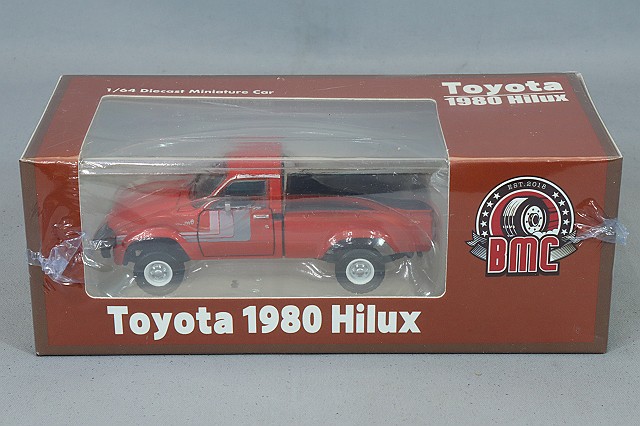 1/64 Diecast Miniature Car
Toyota
1980 Hilux
EST.2018
BMC
Toyota 1980 Hilux